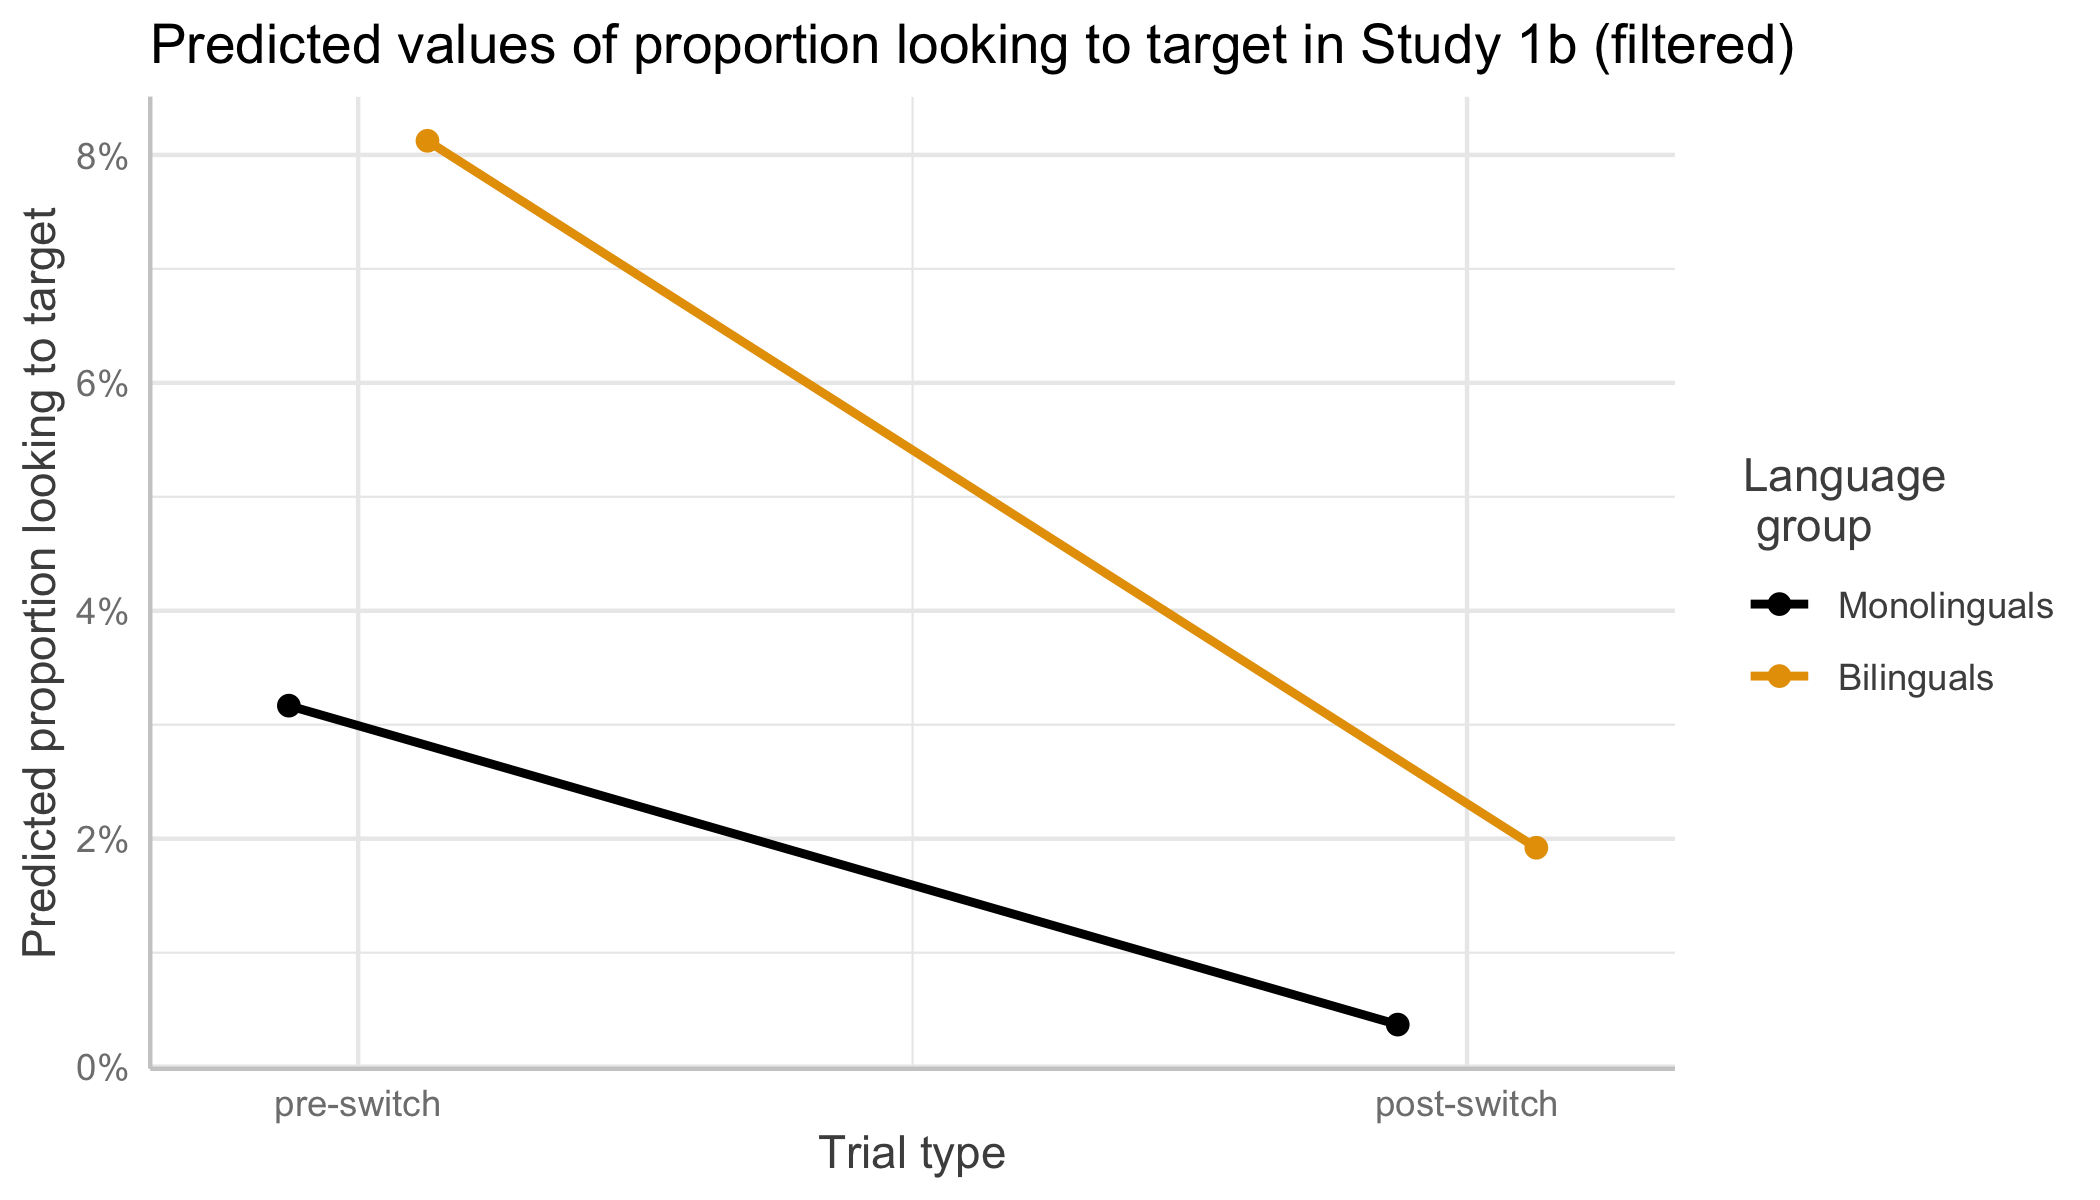 Predicted values of proportion looking to target in Study 1b (filtered)
Predicted proportion looking to target
8%
6%
4%
2%
0%
pre-switch
post-switch
Trial type
Language
group
Monolinguals
Bilinguals